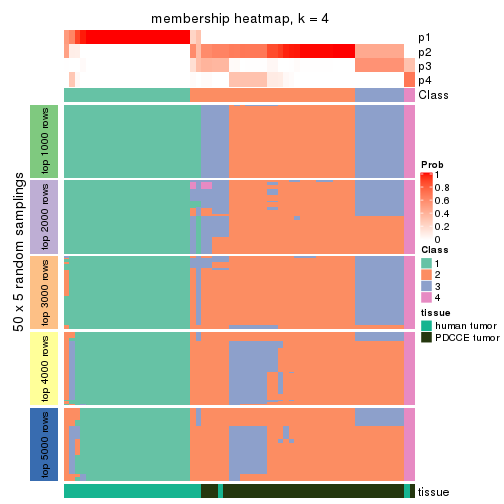 membership heatmap, k = 4
p1
p2
p3
p4
Class
50 x 5 random samplings
top 1000 rows
top 2000 rows
top 3000 rows
top 4000 rows
top 5000 rows
Prob
1
0.8
0.6
0.4
0.2
0
Class
1
2
3
4
tissue
human tumor
PDCCE tumor
tissue